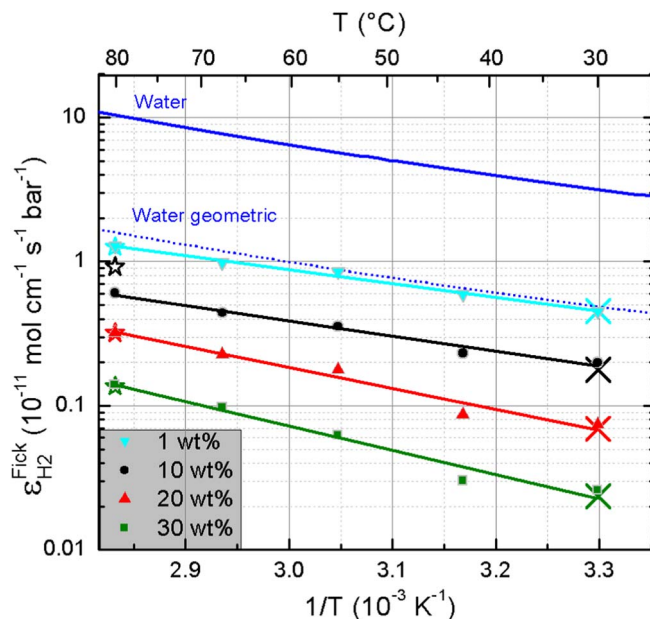 T (°C)
80 70 60 50 40 30
10
1
0.1
0.01
Water
Water geometric
ε_H2^Fick (10⁻¹¹ mol cm⁻¹ s⁻¹ bar⁻¹)
1 wt%
10 wt%
20 wt%
30 wt%
2.9 3.0 3.1 3.2 3.3
1/T (10⁻³ K⁻¹)